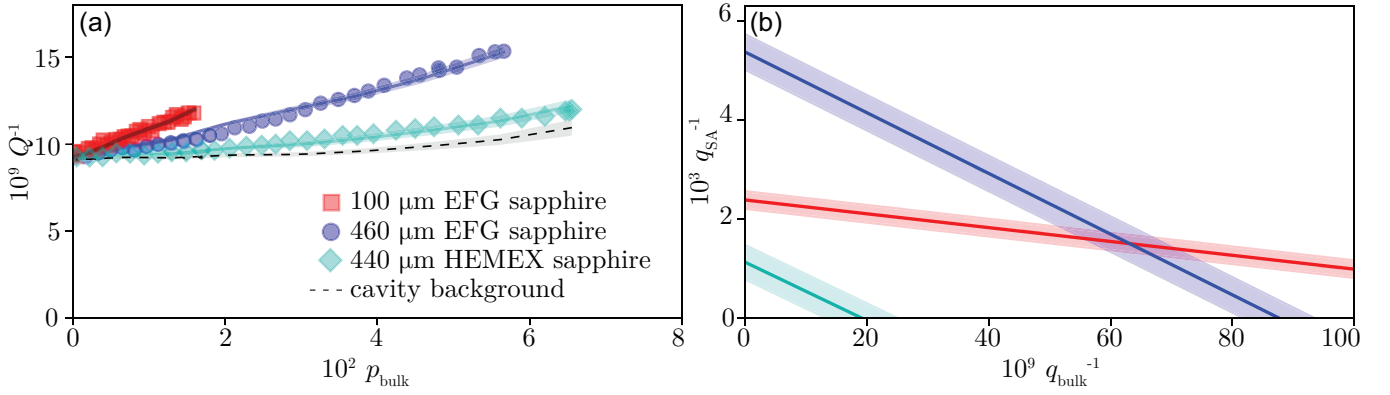 (a)
15
10
5
0
10⁹ Q⁻¹
100 μm EFG sapphire
460 μm EFG sapphire
440 μm HEMEX sapphire
cavity background
0 2 4 6 8
10² p_bulk
(b)
6
4
2
0
10³ q_SA⁻¹
0 20 40 60 80 100
10⁹ q_bulk⁻¹